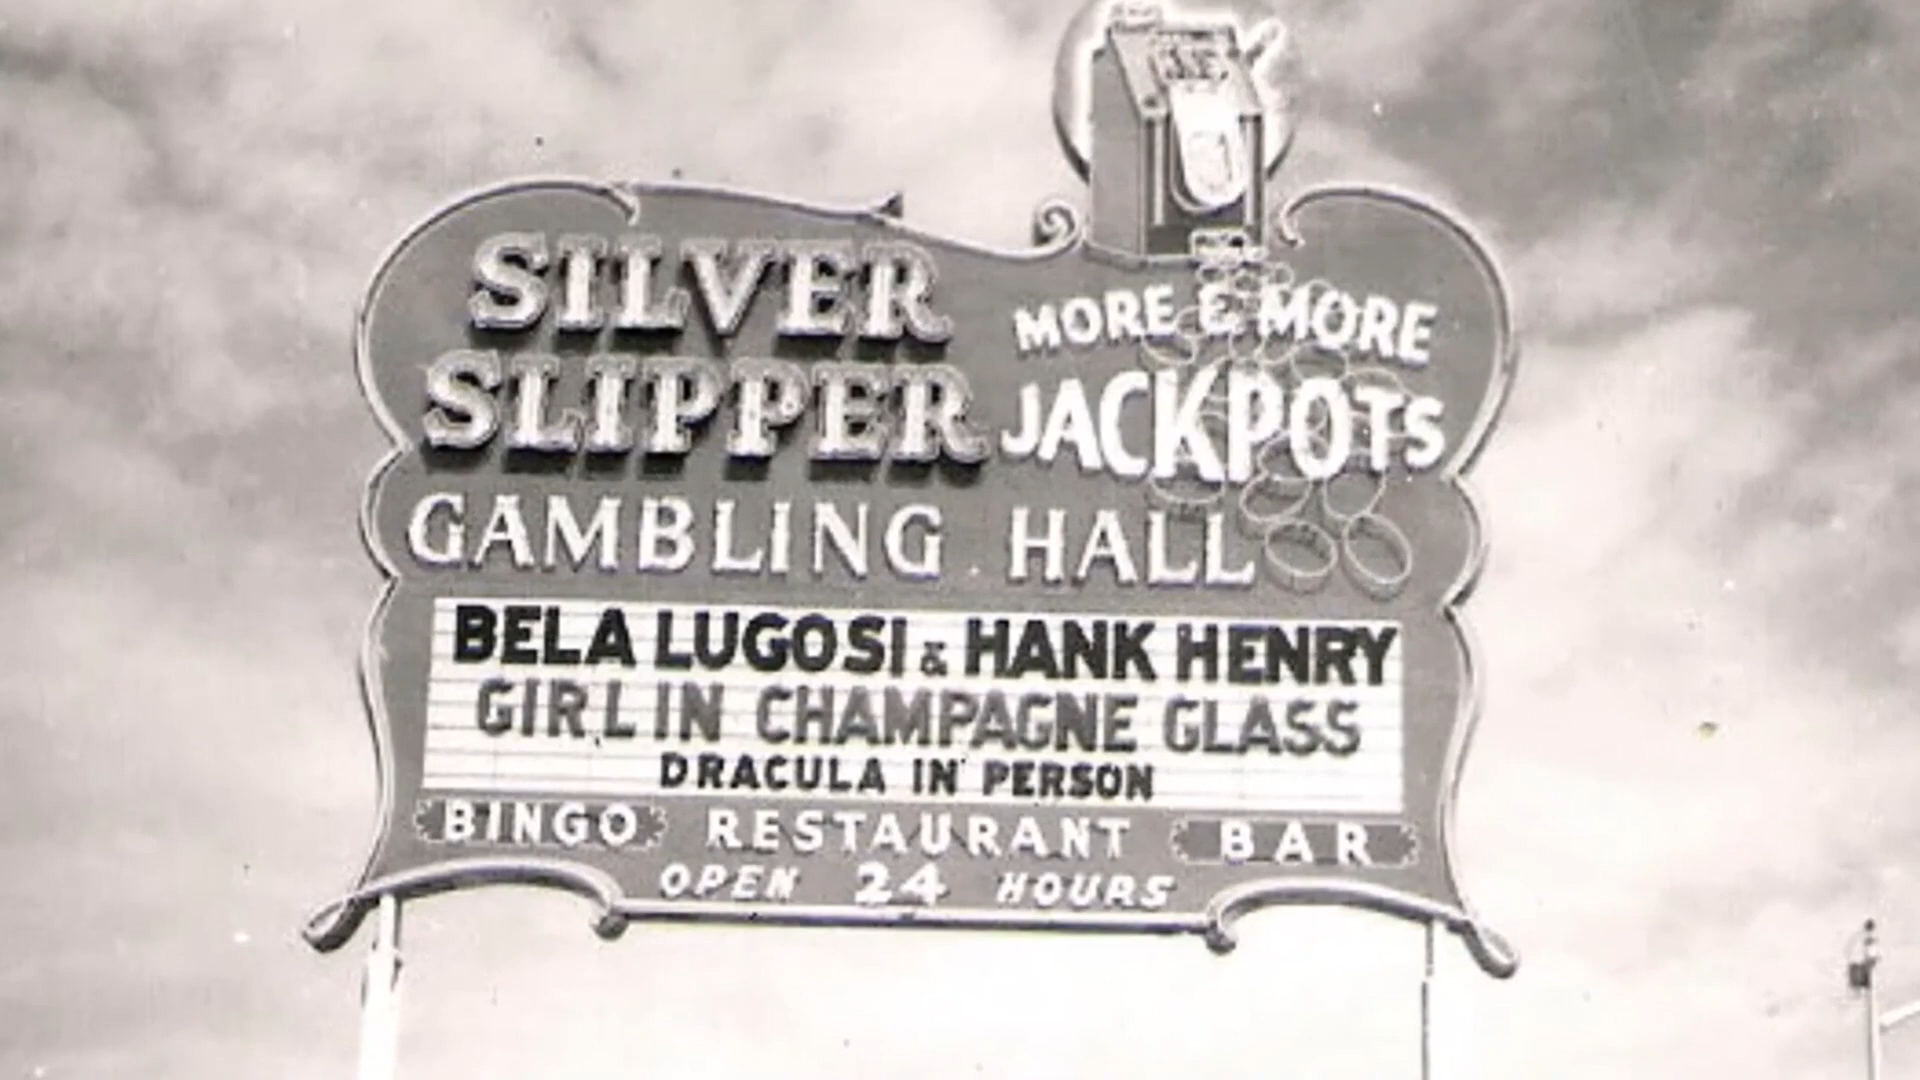 SILVER
SLIPPER
MORE & MORE
JACKPOTS
GAMBLING HALL
BELA LUGOSI & HANK HENRY
GIRL IN CHAMPAGNE GLASS
DRACULA IN PERSON
BINGO RESTAURANT BAR
OPEN 24 HOURS